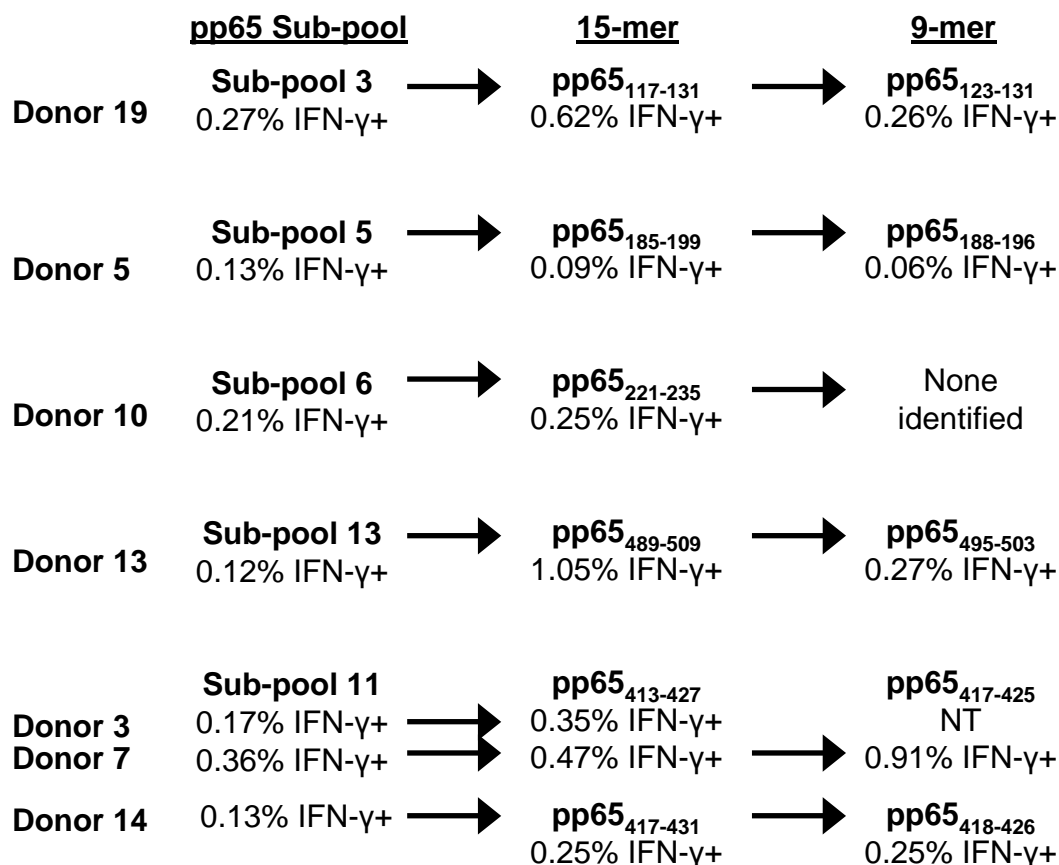 pp65 Sub-pool 15-mer 9-mer
Sub-pool 3 pp65117-131 pp65123-131
Donor 19 0.27% IFN-γ+ 0.62% IFN-γ+ 0.26% IFN-γ+
Sub-pool 5 pp65185-199 pp65188-196
Donor 5 0.13% IFN-γ+ 0.09% IFN-γ+ 0.06% IFN-γ+
Sub-pool 6 pp65221-235 None
Donor 10 0.21% IFN-γ+ 0.25% IFN-γ+ identified
Sub-pool 13 pp65489-509 pp65495-503
Donor 13 0.12% IFN-γ+ 1.05% IFN-γ+ 0.27% IFN-γ+
Sub-pool 11 pp65413-427 pp65417-425
Donor 3 0.17% IFN-γ+ 0.35% IFN-γ+ NT
Donor 7 0.36% IFN-γ+ 0.47% IFN-γ+ 0.91% IFN-γ+
Donor 14 0.13% IFN-γ+ pp65417-431 pp65418-426
0.25% IFN-γ+ 0.25% IFN-γ+